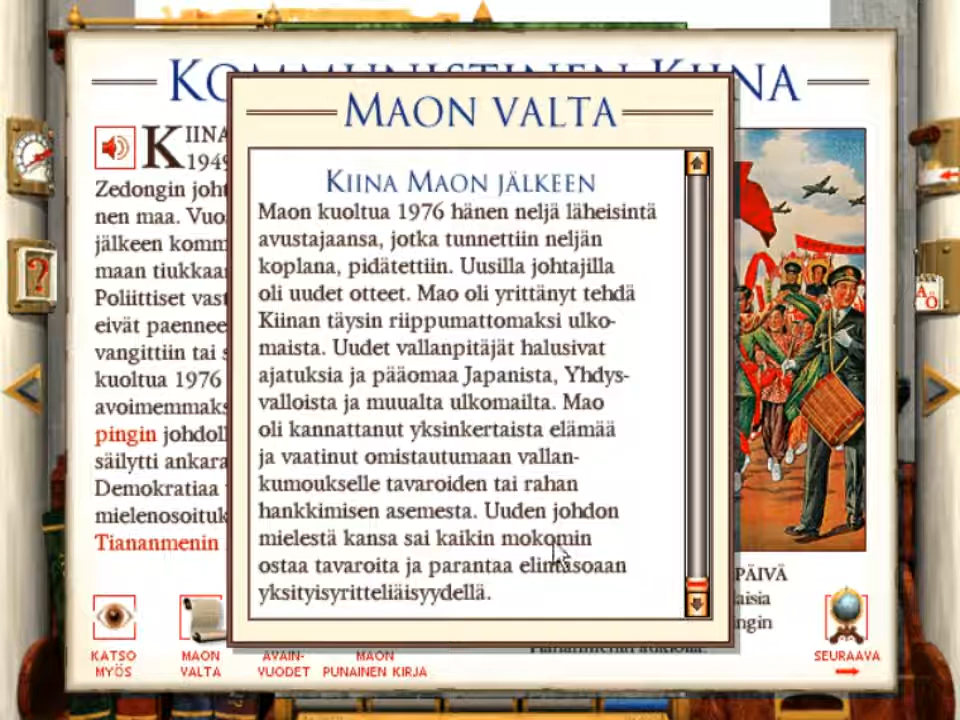 KOMMUNISTINEN KIINA
MAON VALTA
KIINA MAON JÄLKEEN
Maon kuoltua 1976 hänen neljä läheisintä
avustajaansa, jotka tunnettiin neljän
koplana, pidätettiin. Uusilla johtajilla
oli uudet otteet. Mao oli yrittänyt tehdä
Kiinan täysin riippumattomaksi ulko-
maista. Uudet vallanpitäjät halusivat
ajatuksia ja pääomaa Japanista, Yhdys-
valloista ja muualta ulkomailta. Mao
oli kannattanut yksinkertaista elämää
ja vaatinut omistautumaan vallan-
kumoukselle tavaroiden tai rahan
hankkimisen asemesta. Uuden johdon
mielestä kansa sai kaikin mokomin
ostaa tavaroita ja parantaa elintasoaan
yksityisyritteliäisyydellä.
KIINA
1949
Zedongin joht
nen maa. Vuo
jälkeen komm
maan tiukkaa
Poliittiset vast
eivät paennee
vangittiin tai s
kuoltua 1976
avoimemmaks
pingin johdoll
säilytti ankara
Demokratiaa
mielenosoituk
Tiananmenin
PÄIVÄ
aisia
ngin
KATSO
MYÖS
MAON
VALTA
AVAIN-
VUODET
MAON
PUNAINEN KIRJA
SEURAAVA
A
Ö
?